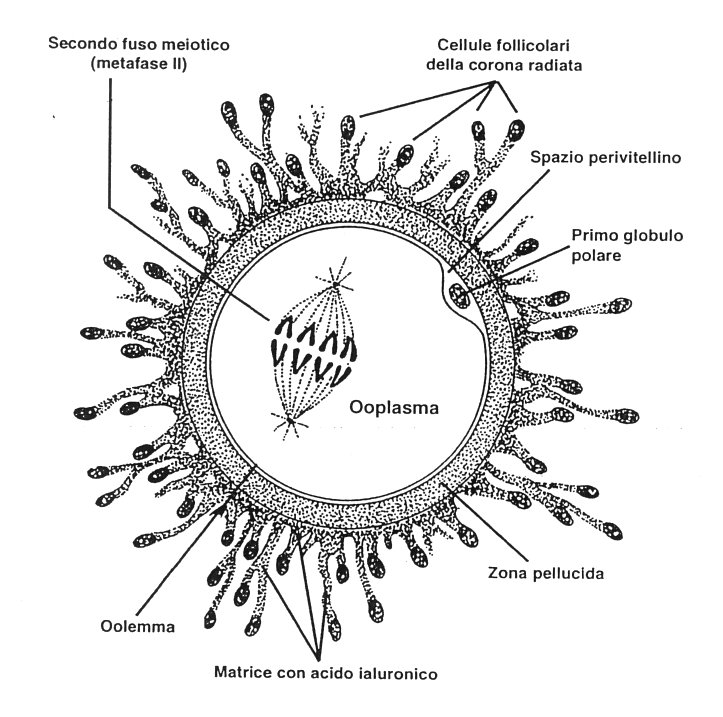 Secondo fuso meiotico
(metafase II)
Cellule follicolari
della corona radiata
Spazio perivitellino
Primo globulo
polare
Ooplasma
Zona pellucida
Oolemma
Matrice con acido ialuronico